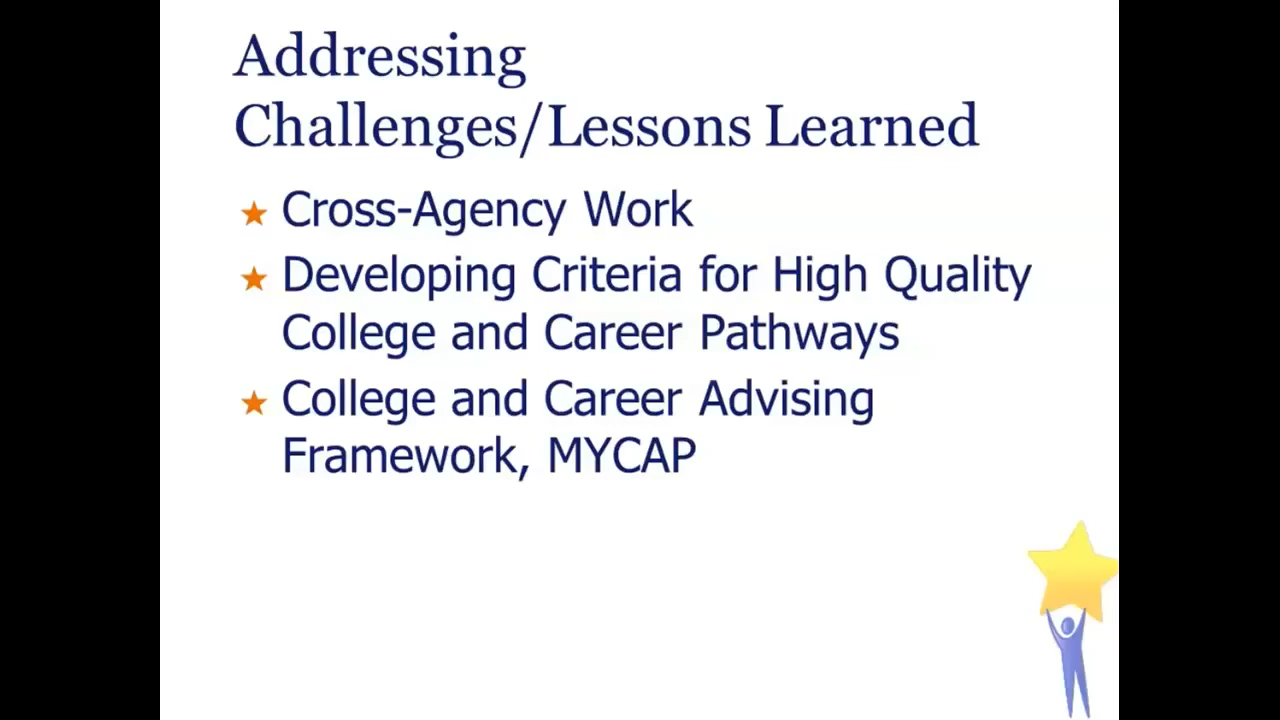 Addressing
Challenges/Lessons Learned
Cross-Agency Work
Developing Criteria for High Quality
College and Career Pathways
College and Career Advising
Framework, MYCAP